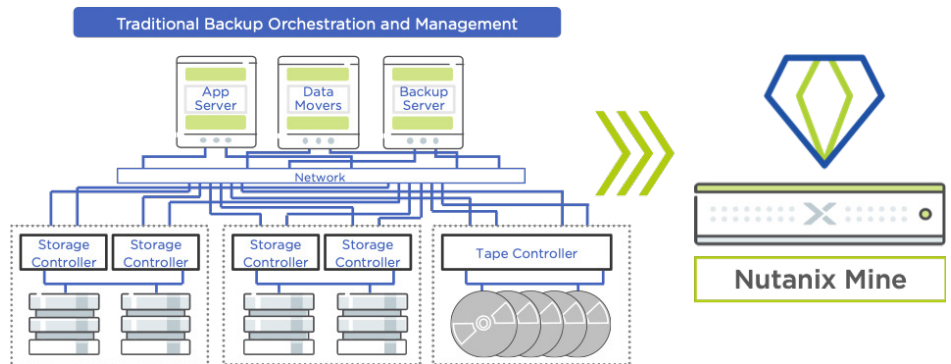 Traditional Backup Orchestration and Management
App
Server
Data
Movers
Backup
Server
Network
Storage
Controller
Storage
Controller
Storage
Controller
Storage
Controller
Tape Controller
Nutanix Mine